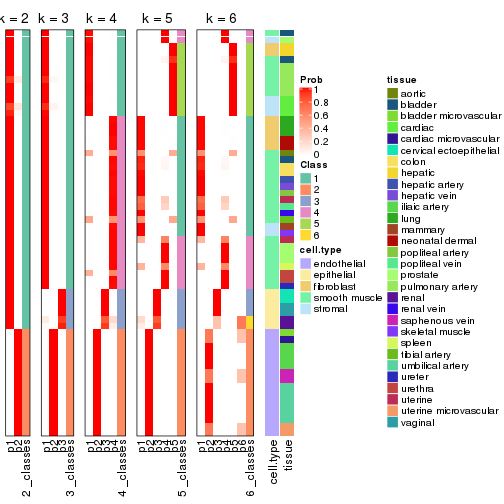 k = 2
k = 3
k = 4
k = 5
k = 6
p1
p2
2_classes
p1
p2
p3
3_classes
p1
p2
p3
p4
4_classes
p1
p2
p3
p4
p5
5_classes
p1
p2
p3
p4
p5
p6
6_classes
cell.type
tissue
Prob
1
0.8
0.6
0.4
0.2
0
Class
1
2
3
4
5
6
cell.type
endothelial
epithelial
fibroblast
smooth muscle
stromal
tissue
aortic
bladder
bladder microvascular
cardiac
cardiac microvascular
cervical ectoepithelial
colon
hepatic
hepatic artery
hepatic vein
iliaic artery
lung
mammary
neonatal dermal
popliteal artery
popliteal vein
prostate
pulmonary artery
renal
renal vein
saphenous vein
skeletal muscle
spleen
tibial artery
umbilical artery
ureter
urethra
uterine
uterine microvascular
vaginal